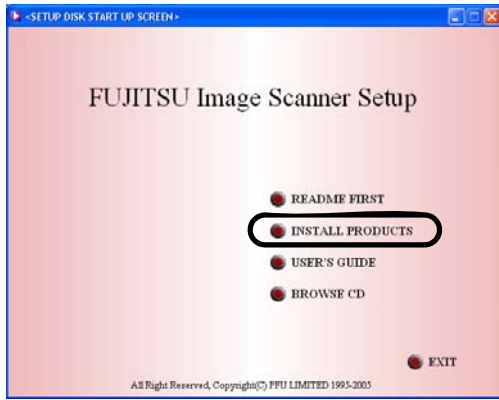 <SETUP DISK START UP SCREEN>
FUJITSU Image Scanner Setup
README FIRST
INSTALL PRODUCTS
USER'S GUIDE
BROWSE CD
EXIT
All Right Reserved, Copyright(C) PFU LIMITED 1995-2005